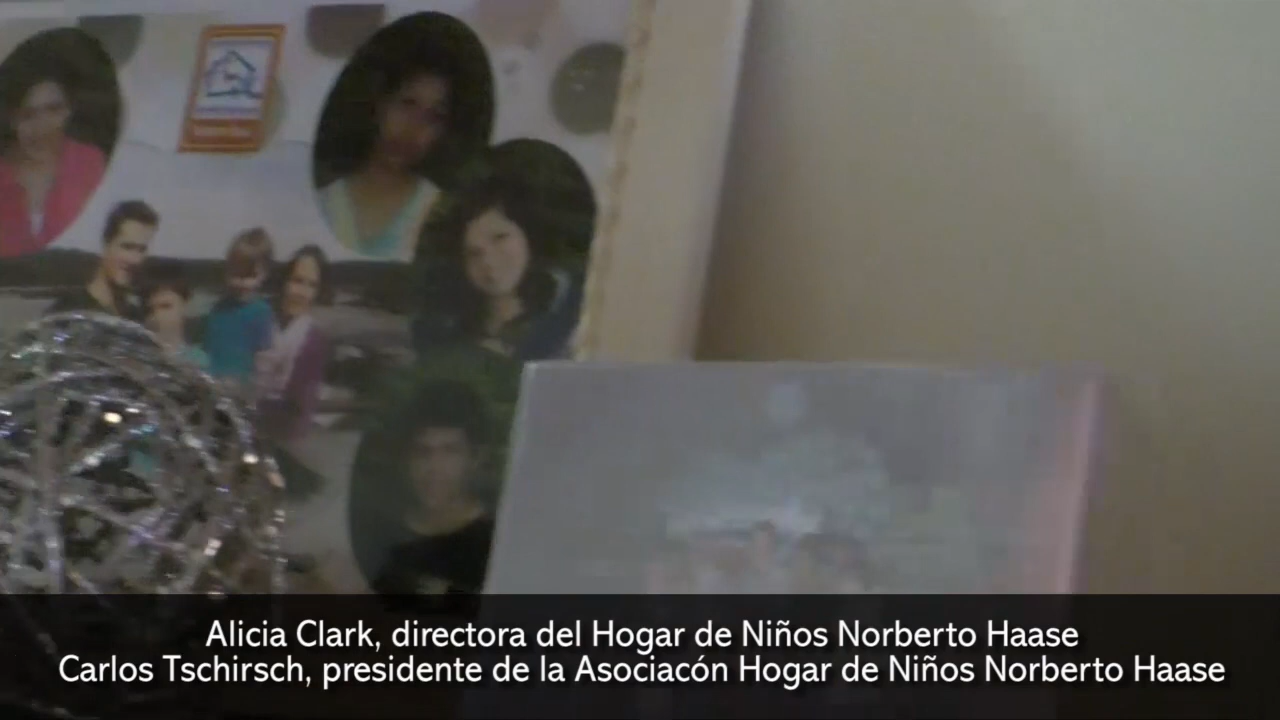 Alicia Clark, directora del Hogar de Niños Norberto Haase
Carlos Tschirsch, presidente de la Asociacón Hogar de Niños Norberto Haase